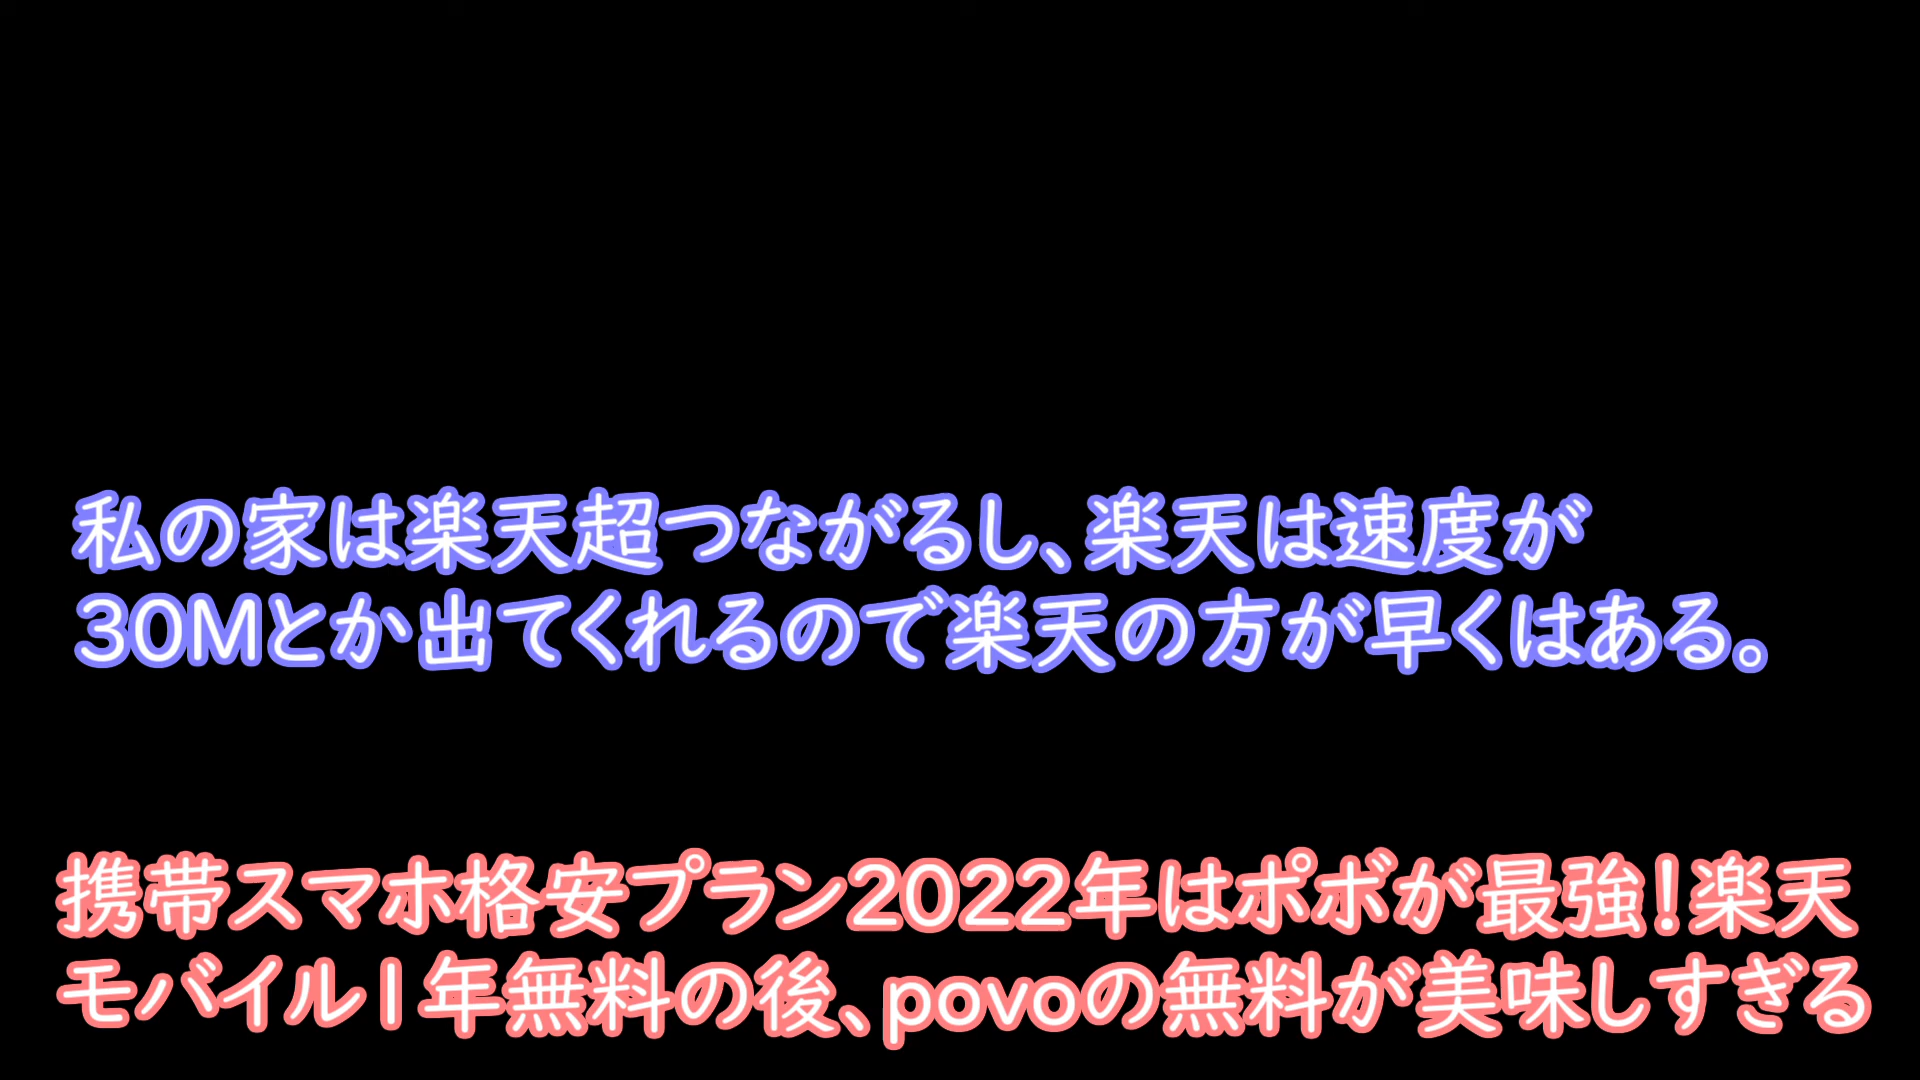 私の家は楽天超つながるし、楽天は速度が
30Mとか出てくれるので楽天の方が早くはある。
携帯スマホ格安プラン2022年はポボが最強!楽天
モバイル1年無料の後、povoの無料が美味しすぎる